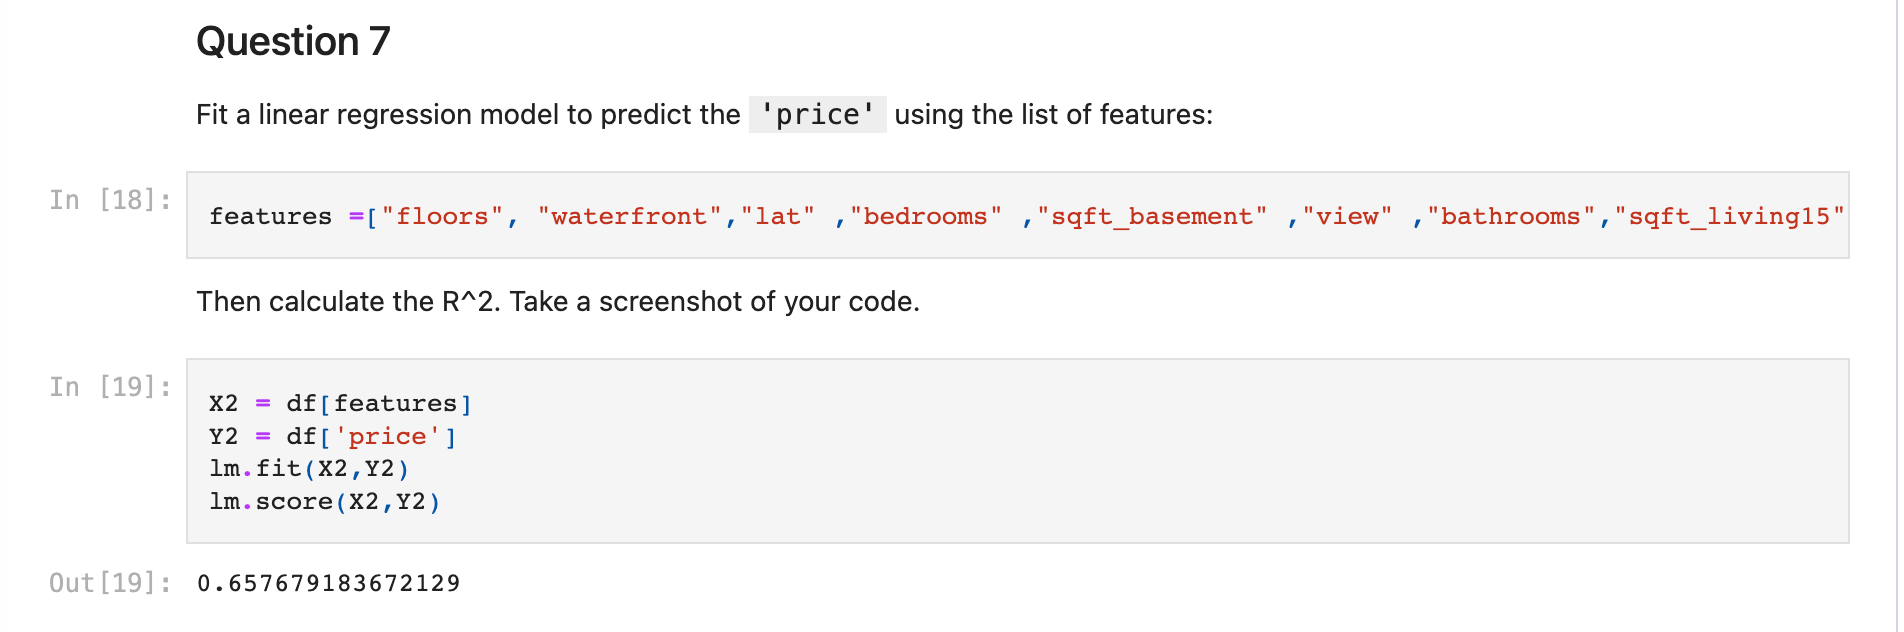 Question 7
Fit a linear regression model to predict the 'price' using the list of features:
In [18]:
features =["floors", "waterfront","lat" ,"bedrooms" ,"sqft_basement" ,"view" ,"bathrooms","sqft_living15"
Then calculate the R^2. Take a screenshot of your code.
In [19]:
X2 = df[features]
Y2 = df['price']
lm.fit(X2,Y2)
lm.score(X2,Y2)
Out[19]: 0.657679183672129